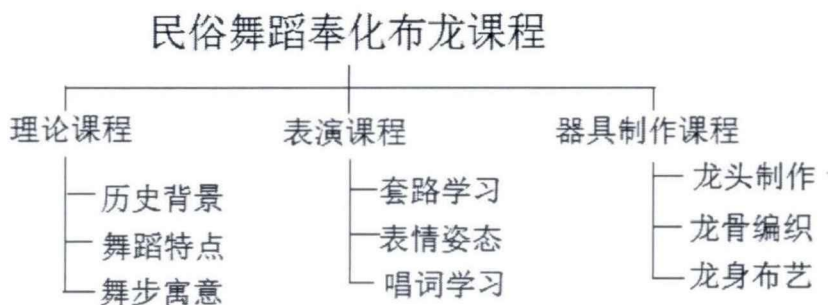 民俗舞蹈奉化布龙课程
理论课程
历史背景
舞蹈特点
舞步寓意
表演课程
套路学习
表情姿态
唱词学习
器具制作课程
龙头制作
龙骨编织
龙身布艺